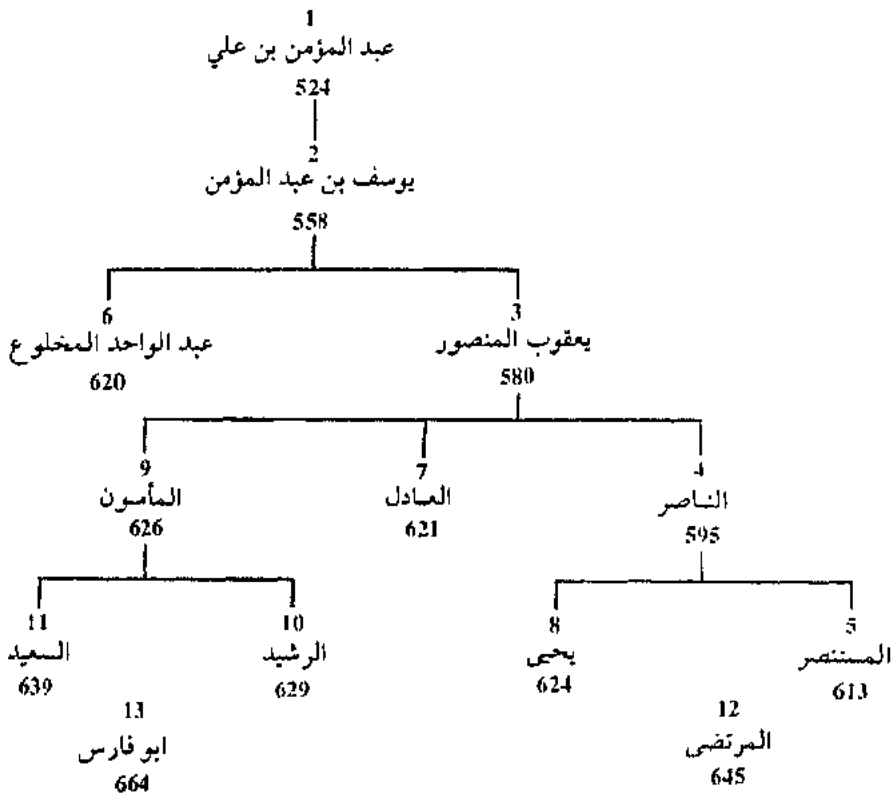 1
عبد المؤمن بن علي
524
2
يوسف بن عبد المؤمن
558
3
يعقوب المنصور
580
6
عبد الواحد المخلوع
620
4
الناصر
595
7
العادل
621
9
المأمون
626
5
المستنصر
613
8
يحيى
624
10
الرشيد
629
11
السعيد
639
12
المرتضى
645
13
ابو فارس
664